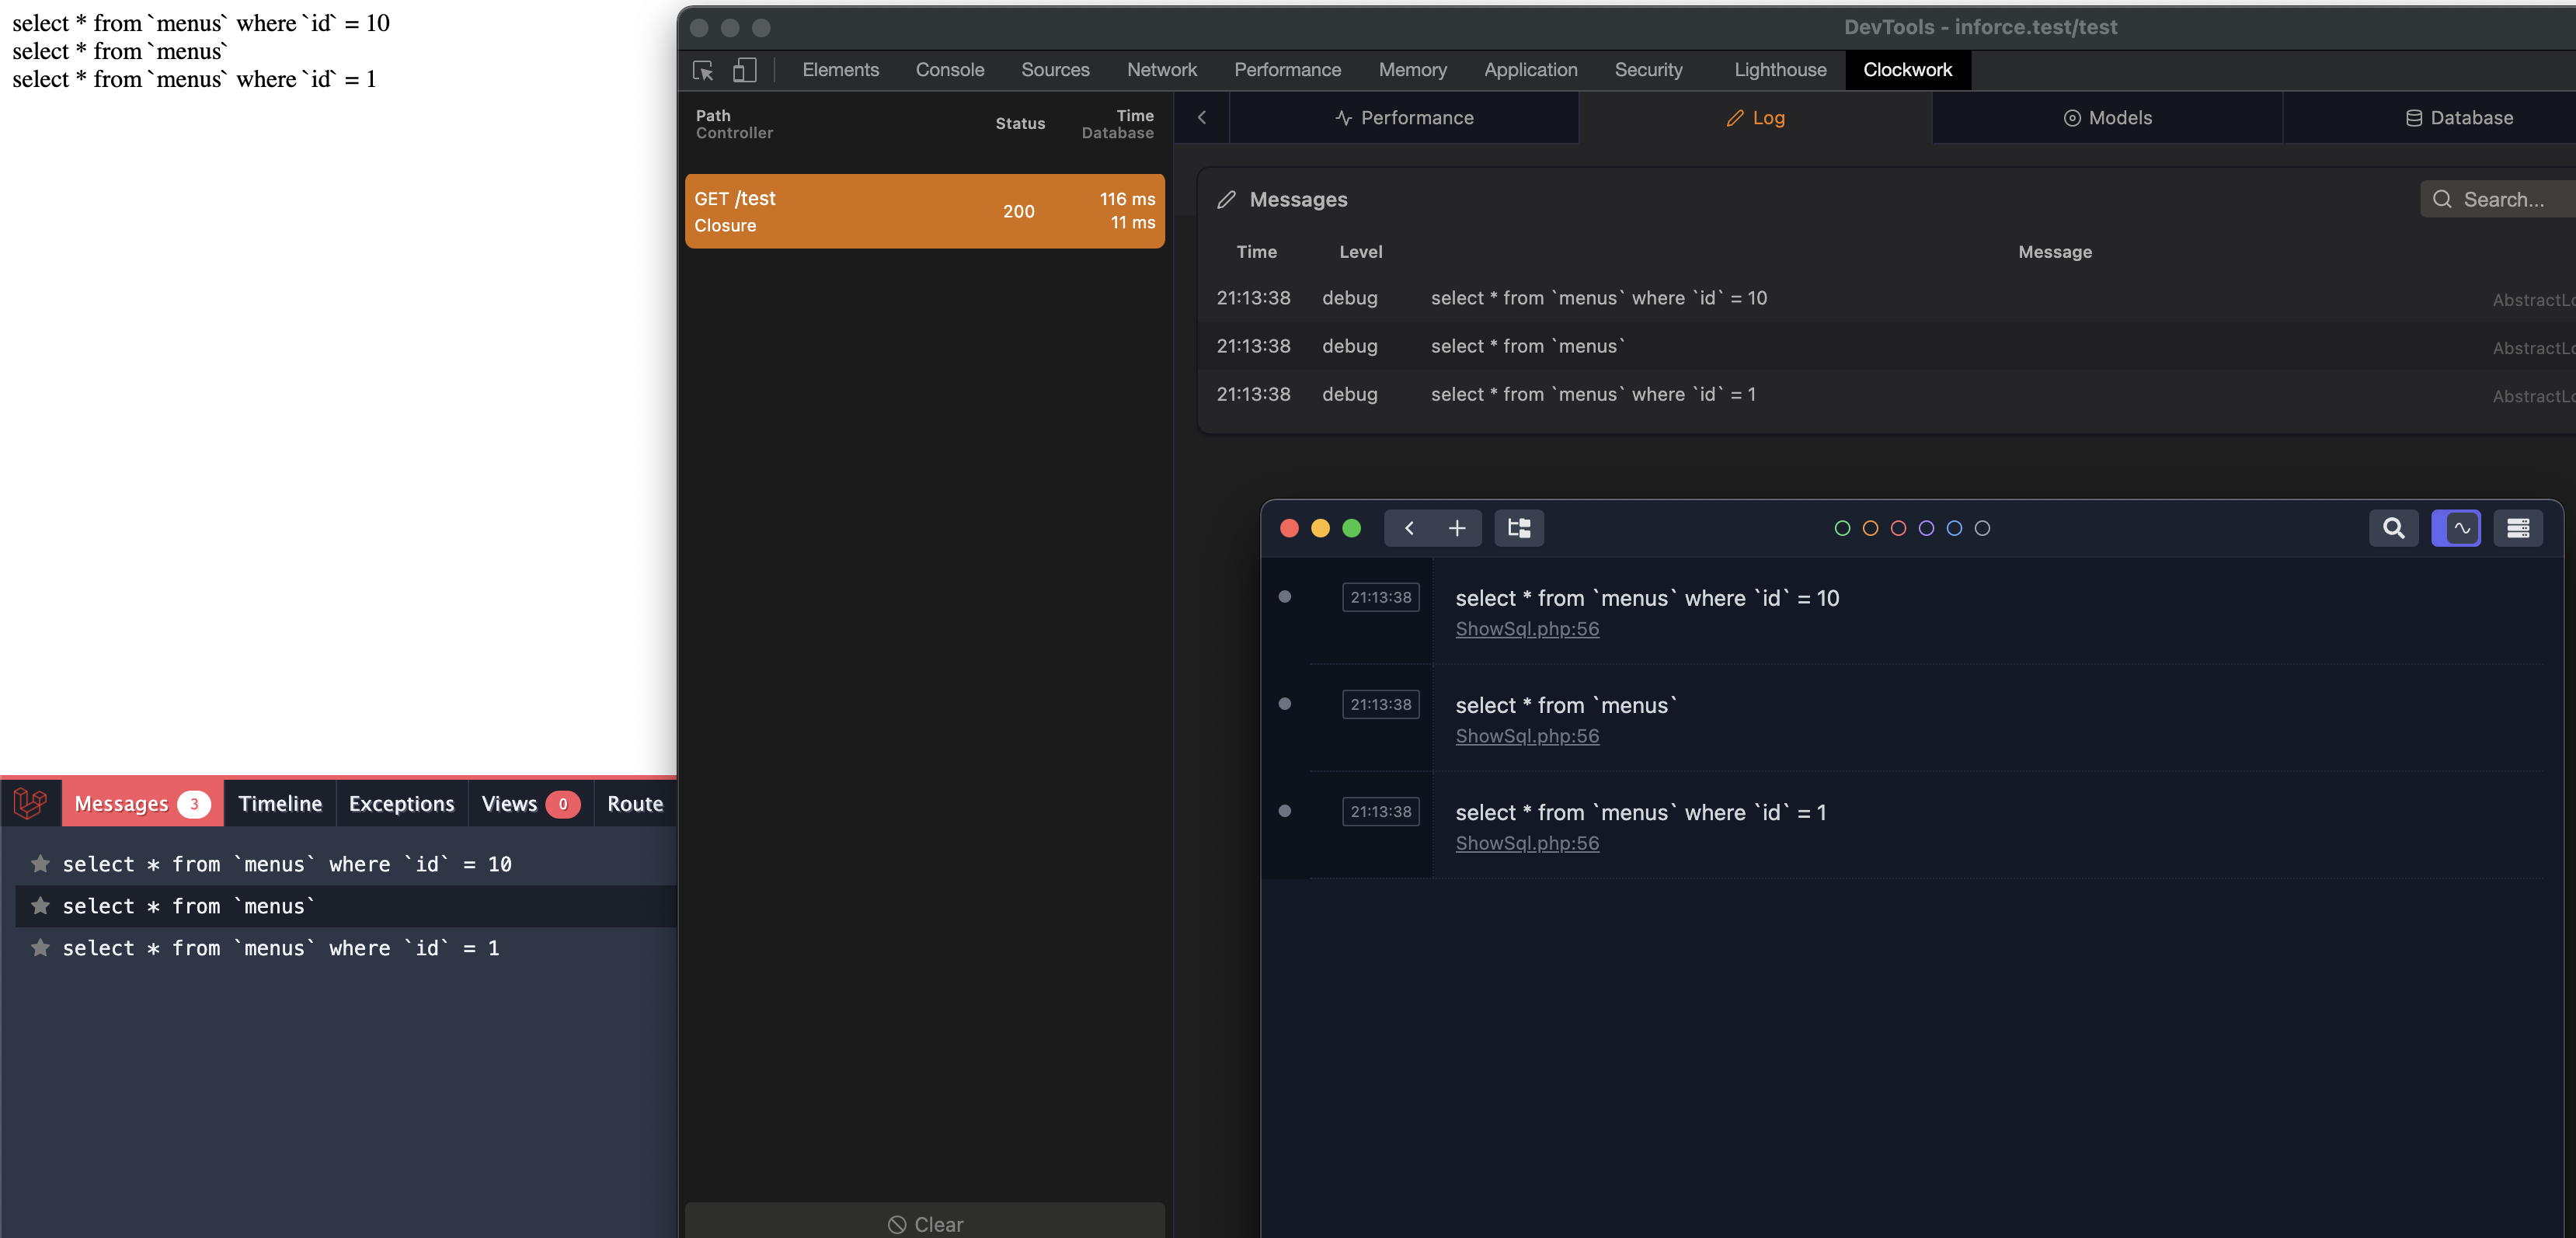 select * from `menus` where `id` = 10
select * from `menus`
select * from `menus` where `id` = 1
DevTools - inforce.test/test
Elements Console Sources Network Performance Memory Application Security Lighthouse Clockwork
Path Status Time
Controller Database
GET /test 200 116 ms
Closure 11 ms
Clear
Performance Log Models Database
Messages Search...
Time Level Message
21:13:38 debug select * from `menus` where `id` = 10
21:13:38 debug select * from `menus`
21:13:38 debug select * from `menus` where `id` = 1
21:13:38 select * from `menus` where `id` = 10
ShowSql.php:56
21:13:38 select * from `menus`
ShowSql.php:56
21:13:38 select * from `menus` where `id` = 1
ShowSql.php:56
Messages 3 Timeline Exceptions Views 0 Route
select * from `menus` where `id` = 10
select * from `menus`
select * from `menus` where `id` = 1